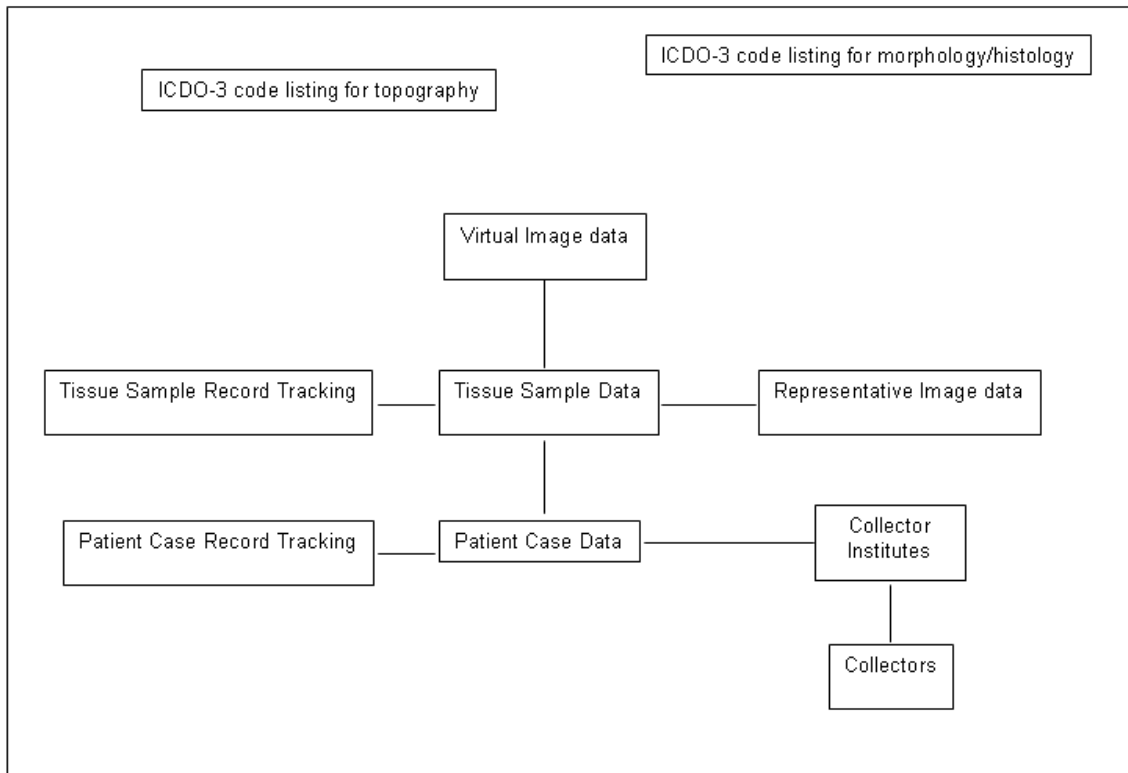 ICDO-3 code listing for morphology/histology
ICDO-3 code listing for topography
Virtual Image data
Tissue Sample Record Tracking
Tissue Sample Data
Representative Image data
Patient Case Record Tracking
Patient Case Data
Collector
Institutes
Collectors